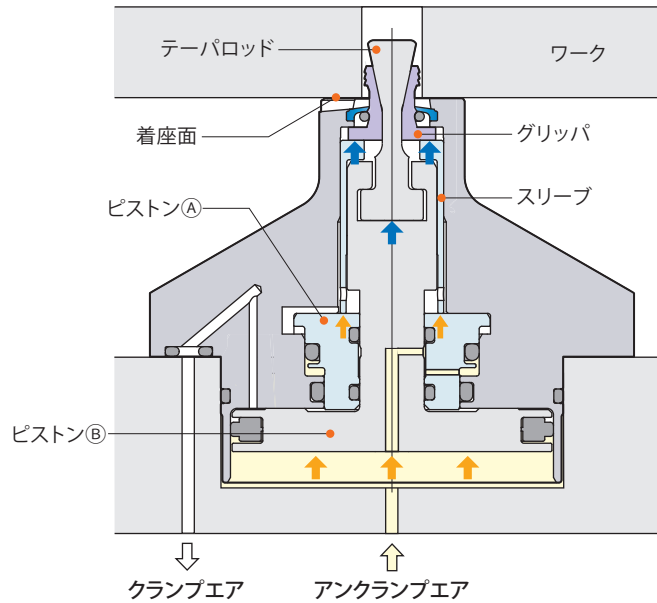 テーパロッド
ワーク
着座面
グリッパ
スリーブ
ピストンⒶ
ピストンⒷ
クランプエア
アンクランプエア